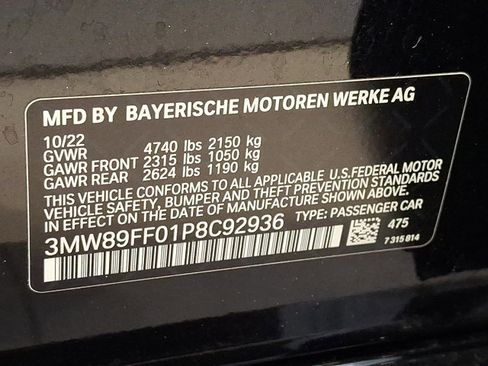 MFD BY BAYERISCHE MOTOREN WERKE AG
10/22
GVWR 4740 lbs 2150 kg
GAWR FRONT 2315 lbs 1050 kg
GAWR REAR 2624 lbs 1190 kg
THIS VEHICLE CONFORMS TO ALL APPLICABLE U.S.FEDERAL MOTOR
VEHICLE SAFETY, BUMPER AND THEFT PREVENTION STANDARDS
IN EFFECT ON THE DATE OF MANUFACTURE SHOWN ABOVE.
3MW89FF01P8C92936 TYPE: PASSENGER CAR
475
7 315 814